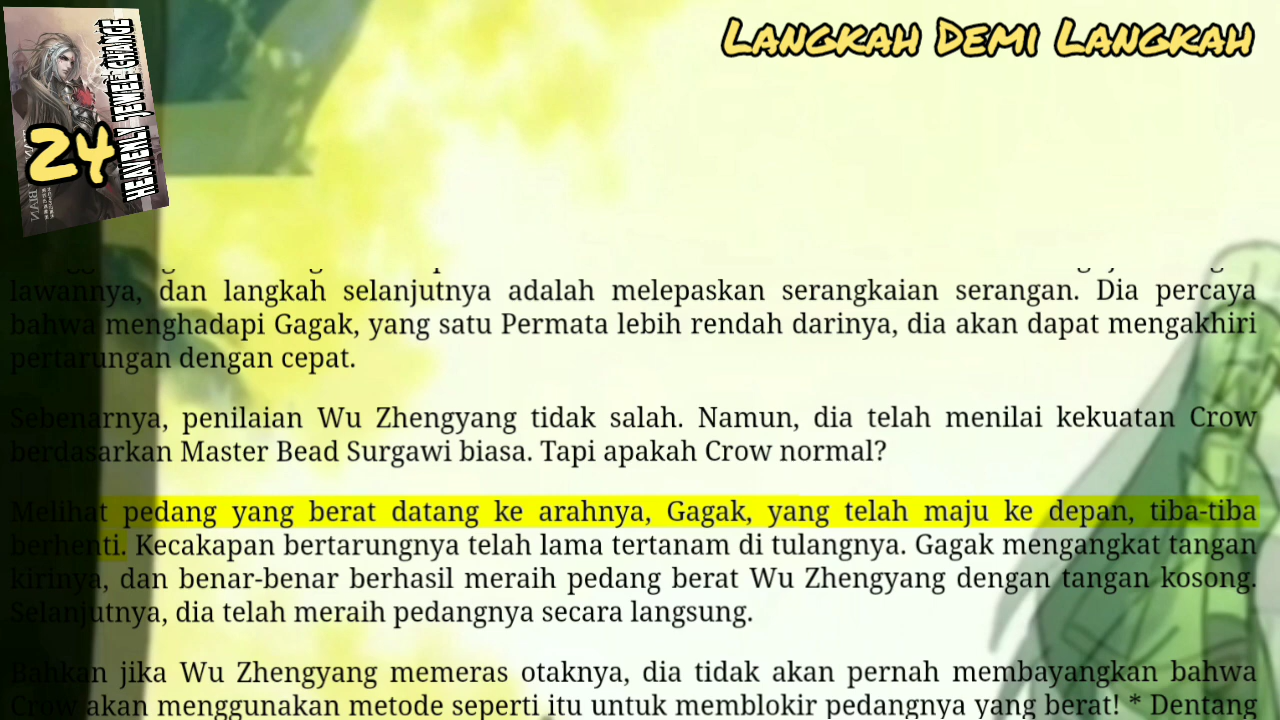 Langkah Demi Langkah
24
HEAVENLY JEWEL CHANGE
lawannya, dan langkah selanjutnya adalah melepaskan serangkaian serangan. Dia percaya
bahwa menghadapi Gagak, yang satu Permata lebih rendah darinya, dia akan dapat mengakhiri
pertarungan dengan cepat.
Sebenarnya, penilaian Wu Zhengyang tidak salah. Namun, dia telah menilai kekuatan Crow
berdasarkan Master Bead Surgawi biasa. Tapi apakah Crow normal?
Melihat pedang yang berat datang ke arahnya, Gagak, yang telah maju ke depan, tiba-tiba
berhenti. Kecakapan bertarungnya telah lama tertanam di tulangnya. Gagak mengangkat tangan
kirinya, dan benar-benar berhasil meraih pedang berat Wu Zhengyang dengan tangan kosong.
Selanjutnya, dia telah meraih pedangnya secara langsung.
Bahkan jika Wu Zhengyang memeras otaknya, dia tidak akan pernah membayangkan bahwa
Crow akan menggunakan metode seperti itu untuk memblokir pedangnya yang berat! * Dentang